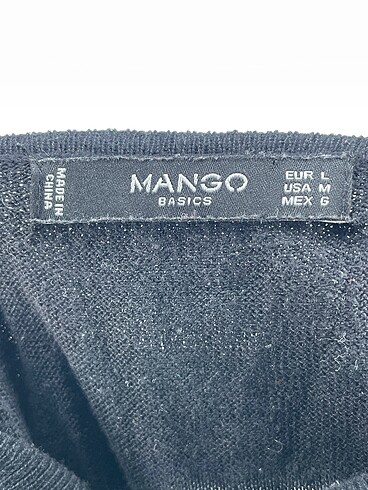 MADE IN
CHINA
MANGO
BASICS
EUR L
USA M
MEX G